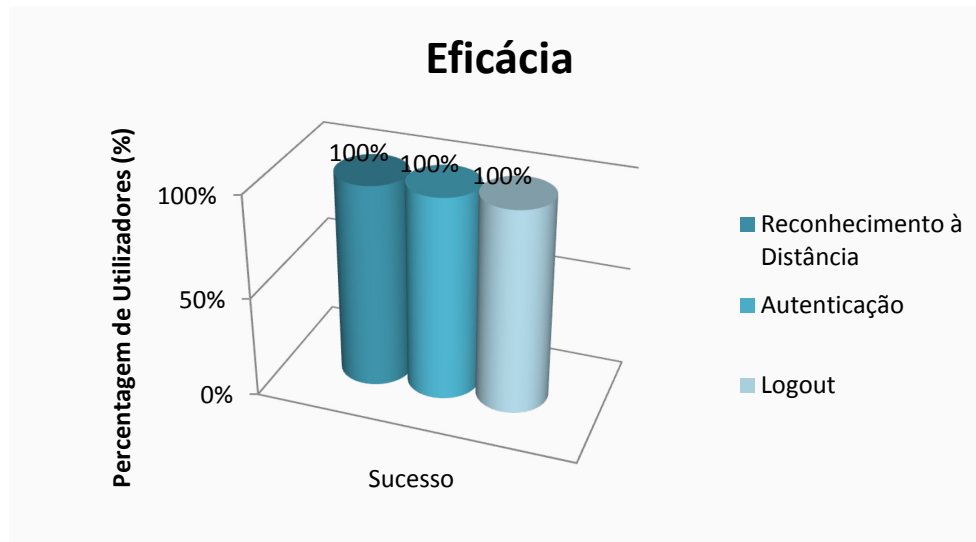 Eficácia
Percentagem de Utilizadores (%)
100%
50%
0%
100%
100%
100%
Sucesso
Reconhecimento à
Distância
Autenticação
Logout